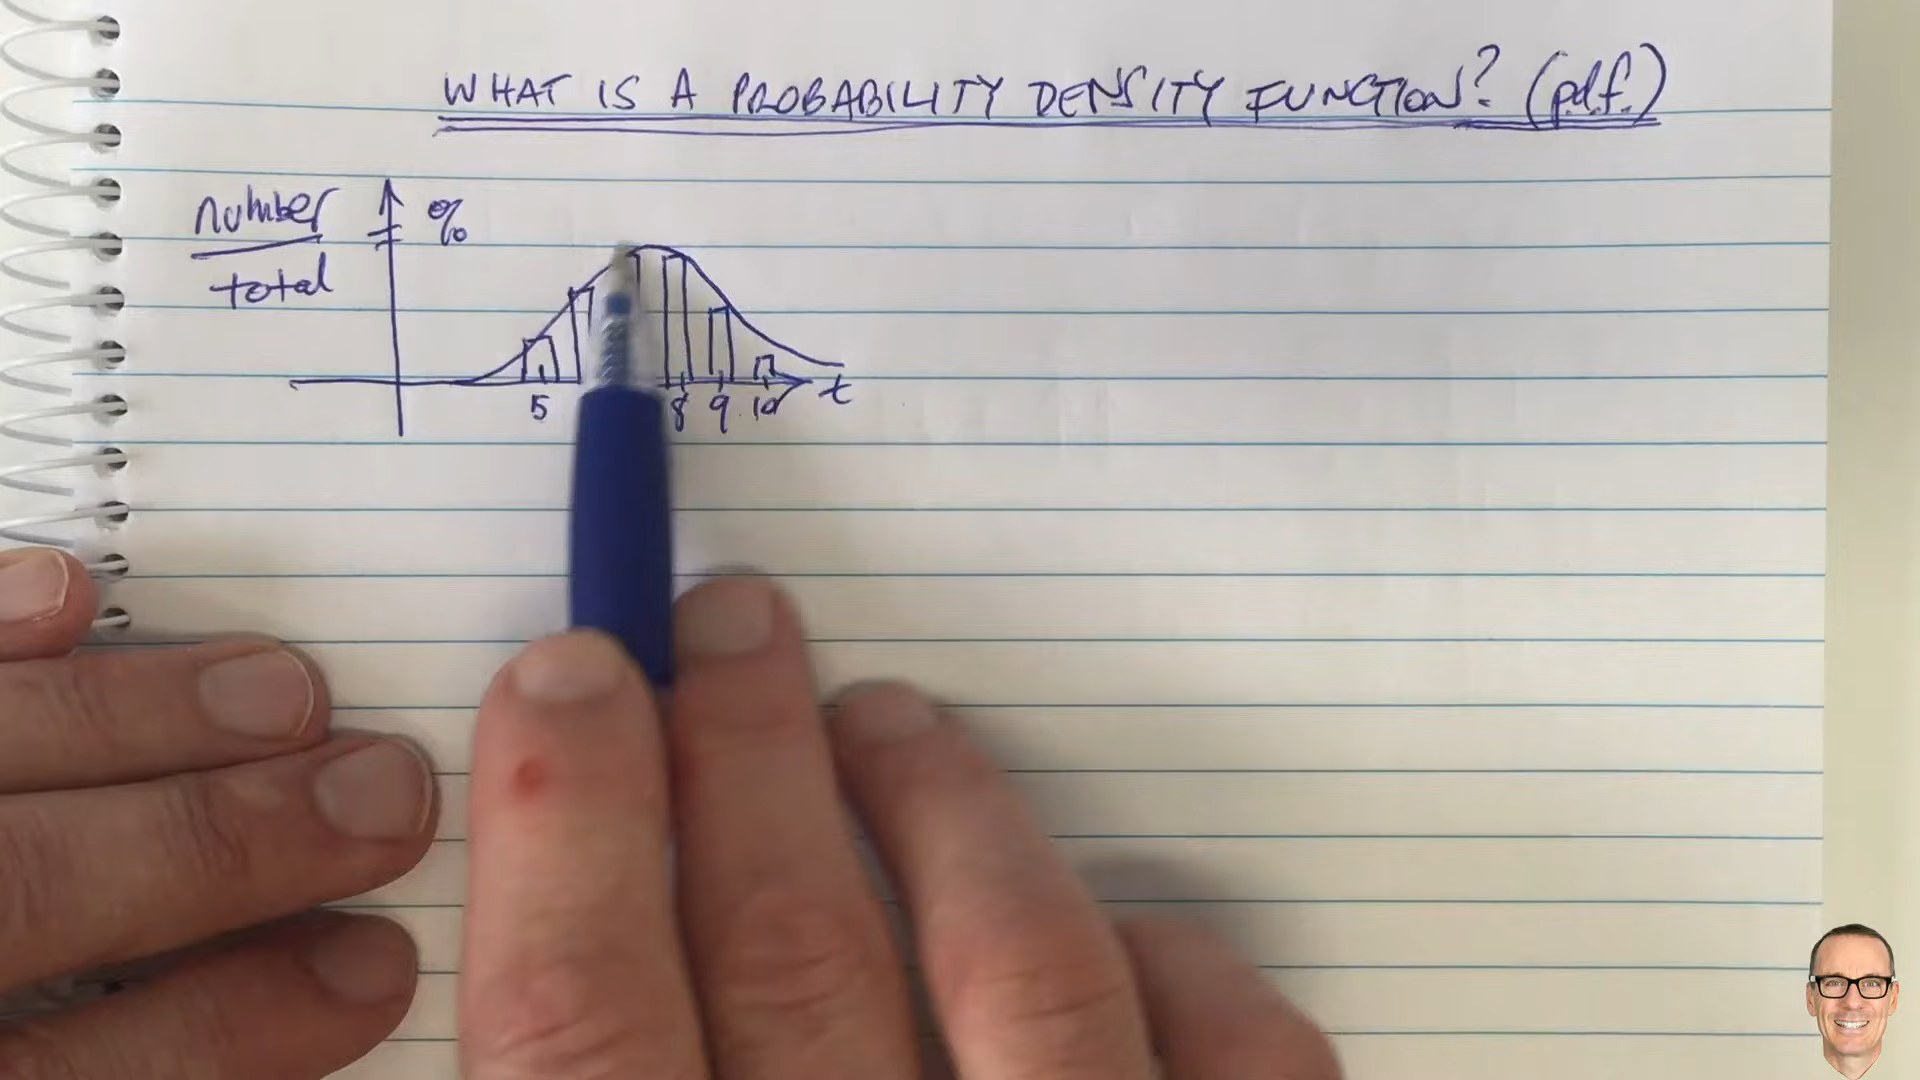 WHAT IS A PROBABILITY DENSITY FUNCTION? (p.d.f.)
number
total
%
5 8 9 10 t